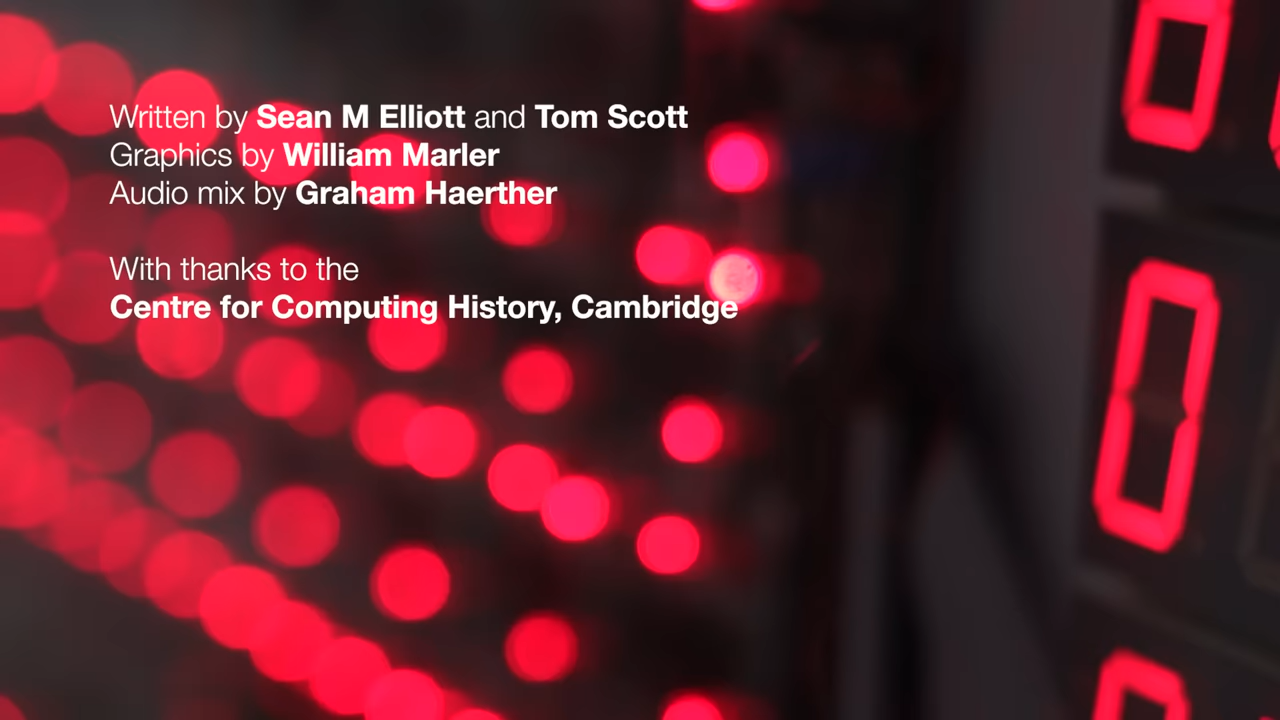 Written by Sean M Elliott and Tom Scott
Graphics by William Marler
Audio mix by Graham Haerther
With thanks to the
Centre for Computing History, Cambridge